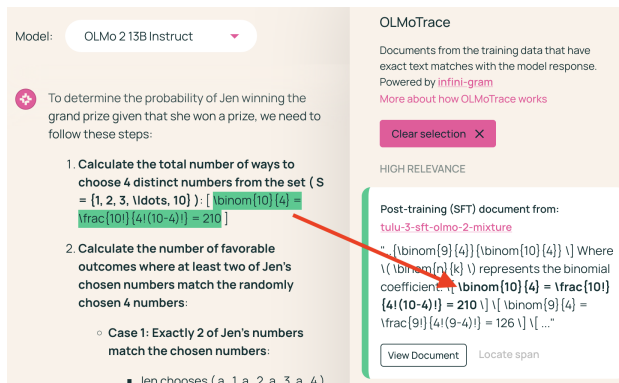 Model: OLMo 2 13B Instruct
To determine the probability of Jen winning the
grand prize given that she won a prize, we need to
follow these steps:
1. Calculate the total number of ways to
choose 4 distinct numbers from the set ( S
= {1, 2, 3, \ldots, 10} ): [ \binom{10}{4} =
\frac{10!}{4!(10-4)!} = 210 ]
2. Calculate the number of favorable
outcomes where at least two of Jen's
chosen numbers match the randomly
chosen 4 numbers:
Case 1: Exactly 2 of Jen's numbers
match the chosen numbers:
Jen chooses ( a_1, a_2, a_3, a_4 )
OLMoTrace
Documents from the training data that have
exact text matches with the model response.
Powered by infini-gram
More about how OLMoTrace works
Clear selection ×
HIGH RELEVANCE
Post-training (SFT) document from:
tulu-3-sft-olmo-2-mixture
"...{\binom{9}{4}}{\binom{10}{4}} \] Where
\( \binom{n}{k} \) represents the binomial
coefficient. \[ \binom{10}{4} = \frac{10!}
{4!(10-4)!} = 210 \] \[ \binom{9}{4} =
\frac{9!}{4!(9-4)!} = 126 \] \[ ..."
View Document Locate span